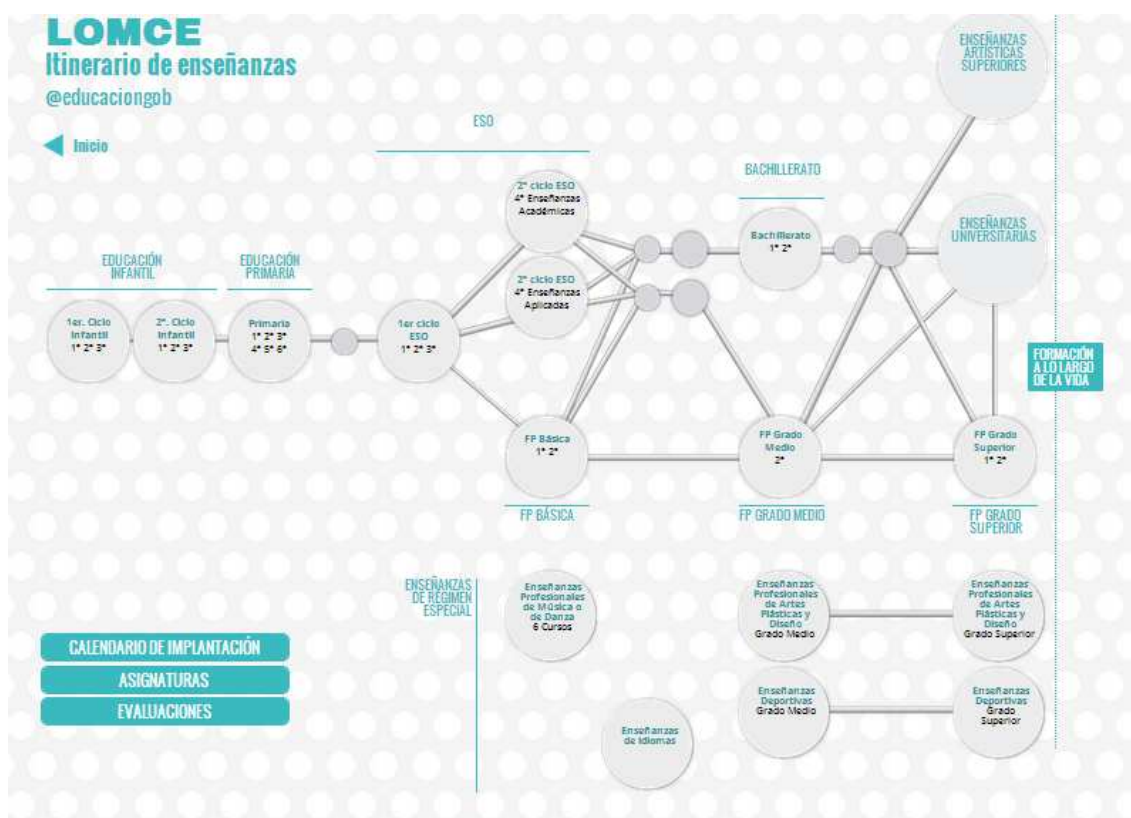 LOMCE
Itinerario de enseñanzas
@educaciongob
Inicio
ESO
ENSEÑANZAS
ARTÍSTICAS
SUPERIORES
BACHILLERATO
2º ciclo ESO
4º Enseñanzas
Académicas
Bachillerato
1º 2º
ENSEÑANZAS
UNIVERSITARIAS
EDUCACIÓN
INFANTIL
EDUCACIÓN
PRIMARIA
2º ciclo ESO
4º Enseñanzas
Aplicadas
1er. Ciclo
Infantil
1º 2º 3º
2º. Ciclo
Infantil
1º 2º 3º
Primaria
1º 2º 3º
4º 5º 6º
1er ciclo
ESO
1º 2º 3º
FORMACIÓN
A LO LARGO
DE LA VIDA
FP Básica
1º 2º
FP Grado
Medio
2º
FP Grado
Superior
1º 2º
FP BÁSICA
FP GRADO MEDIO
FP GRADO
SUPERIOR
ENSEÑANZAS
DE RÉGIMEN
ESPECIAL
Enseñanzas
Profesionales
de Música o
de Danza
6 Cursos
Enseñanzas
Profesionales
de Artes
Plásticas y
Diseño
Grado Medio
Enseñanzas
Profesionales
de Artes
Plásticas y
Diseño
Grado Superior
CALENDARIO DE IMPLANTACIÓN
ASIGNATURAS
EVALUACIONES
Enseñanzas
Deportivas
Grado Medio
Enseñanzas
Deportivas
Grado
Superior
Enseñanzas
de Idiomas